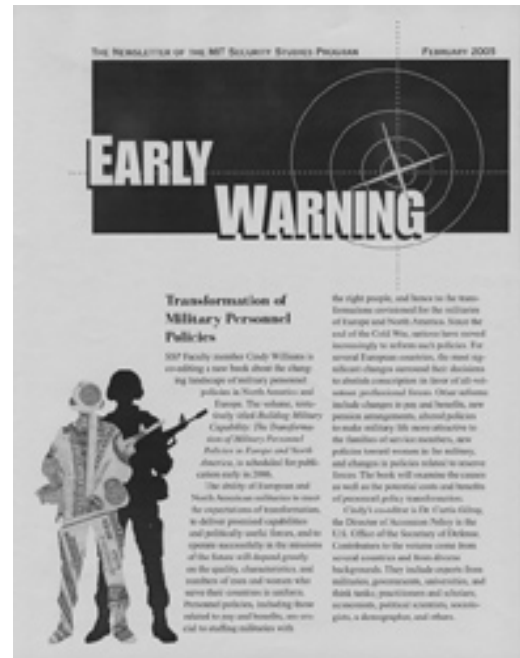 THE NEWSLETTER OF THE MIT SECURITY STUDIES PROGRAM
FEBRUARY 2005
EARLY
WARNING
Transformation of
Military Personnel
Policies
SSP Faculty member Cindy Williams is
co-editing a new book about the chang-
ing landscape of military personnel
policies in North America and
Europe. The volume, tenta-
tively titled Building Military
Capability: The Transforma-
tion of Military Personnel
Policies in Europe and North
America, is scheduled for publi-
cation early in 2006.
The ability of European and
North American militaries to meet
the expectations of transformation,
to deliver promised capabilities
and politically useful forces, and to
operate successfully in the missions
of the future will depend greatly
on the quality, characteristics, and
numbers of men and women who
serve their countries in uniform.
Personnel policies, including those
related to pay and benefits, are cru-
cial to staffing militaries with
the right people, and hence to the trans-
formations envisioned for the militaries
of Europe and North America. Since the
end of the Cold War, nations have moved
increasingly to reform such policies. For
several European countries, the most sig-
nificant changes surround their decisions
to abolish conscription in favor of all-vol-
unteer professional forces. Other reforms
include changes in pay and benefits, new
pension arrangements, altered policies
to make military life more attractive to
the families of service members, new
policies toward women in the military,
and changes in policies related to reserve
forces. The book will examine the causes
as well as the potential costs and benefits
of personnel policy transformation.
Cindy's co-editor is Dr. Curtis Gilroy,
the Director of Accession Policy in the
U.S. Office of the Secretary of Defense.
Contributors to the volume come from
several countries and from diverse
backgrounds. They include experts from
militaries, governments, universities, and
think tanks; practitioners and scholars;
economists, political scientists, sociolo-
gists, a demographer, and others.